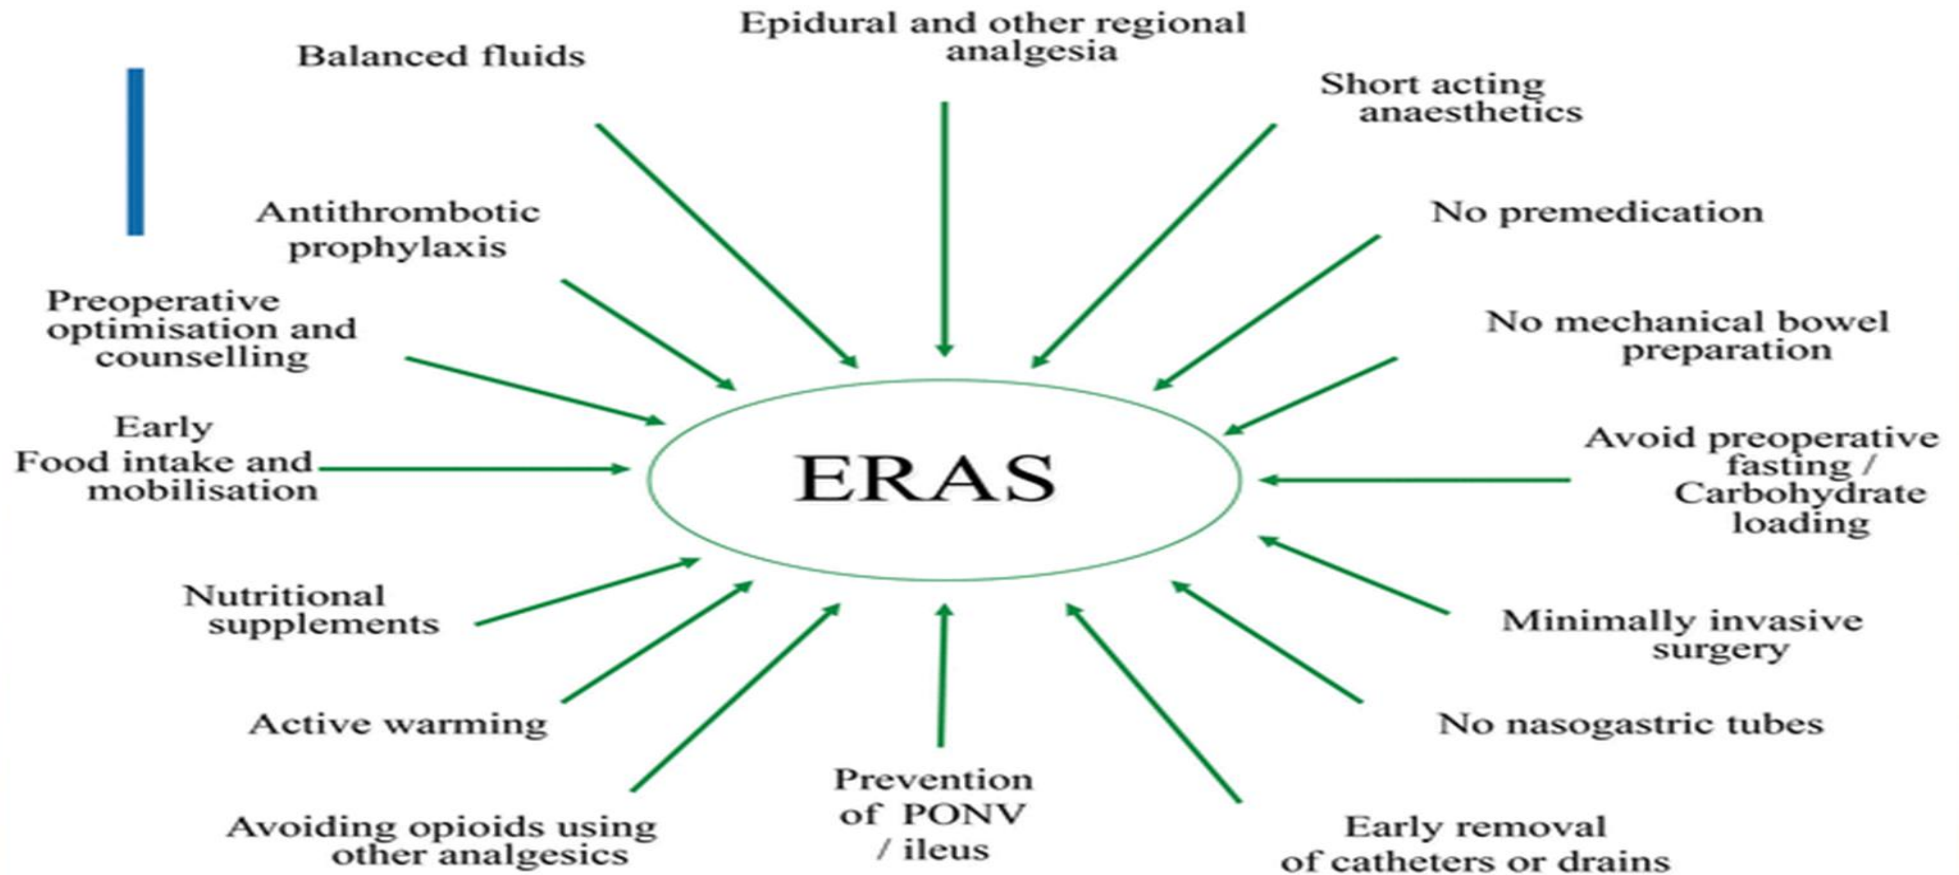 Epidural and other regional
analgesia
Balanced fluids
Short acting
anaesthetics
Antithrombotic
prophylaxis
No premedication
Preoperative
optimisation and
counselling
No mechanical bowel
preparation
Early
Food intake and
mobilisation
ERAS
Avoid preoperative
fasting /
Carbohydrate
loading
Nutritional
supplements
Minimally invasive
surgery
Active warming
No nasogastric tubes
Avoiding opioids using
other analgesics
Prevention
of PONV
/ ileus
Early removal
of catheters or drains